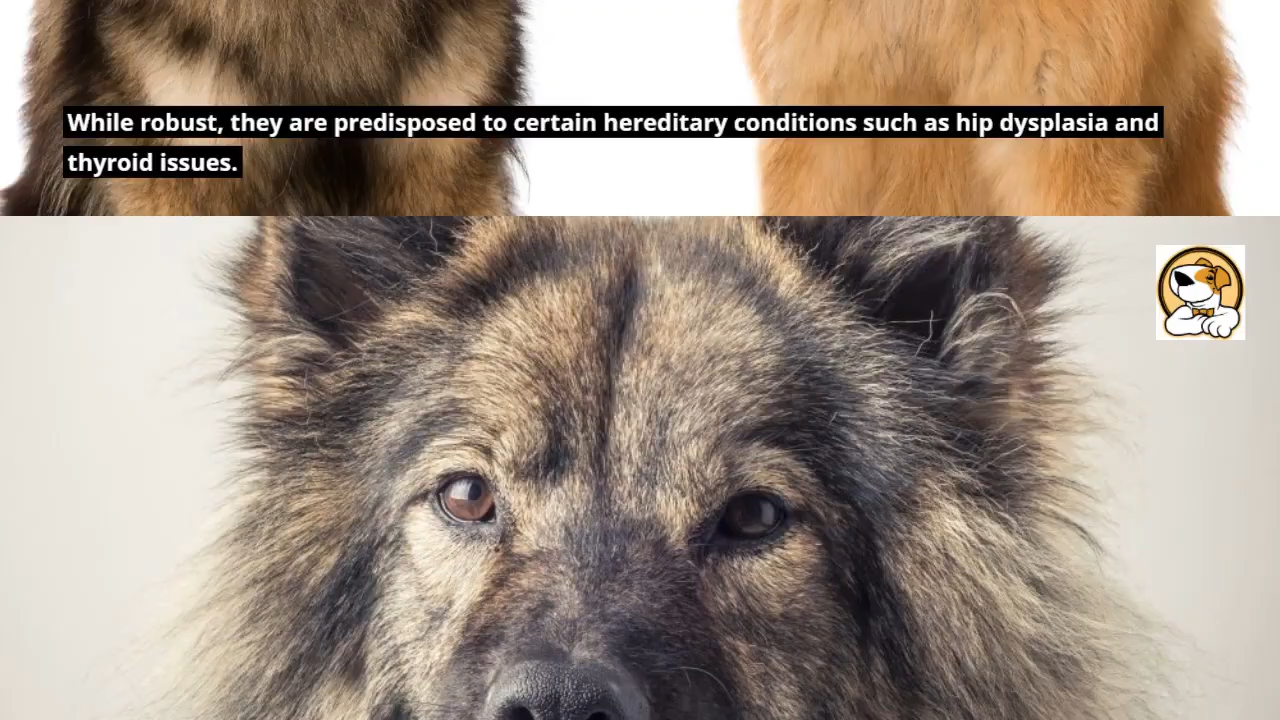 While robust, they are predisposed to certain hereditary conditions such as hip dysplasia and
thyroid issues.